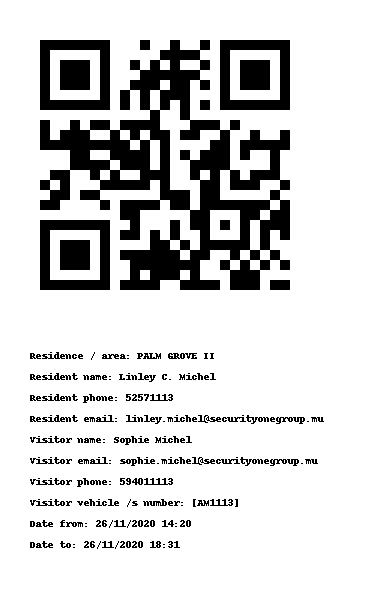 Residence / area: PALM GROVE II
Resident name: Linley C. Michel
Resident phone: 52571113
Resident email: linley.michel@securityonegroup.mu
Visitor name: Sophie Michel
Visitor email: sophie.michel@securityonegroup.mu
Visitor phone: 594011113
Visitor vehicle /s number: [AM1113]
Date from: 26/11/2020 14:20
Date to: 26/11/2020 18:31